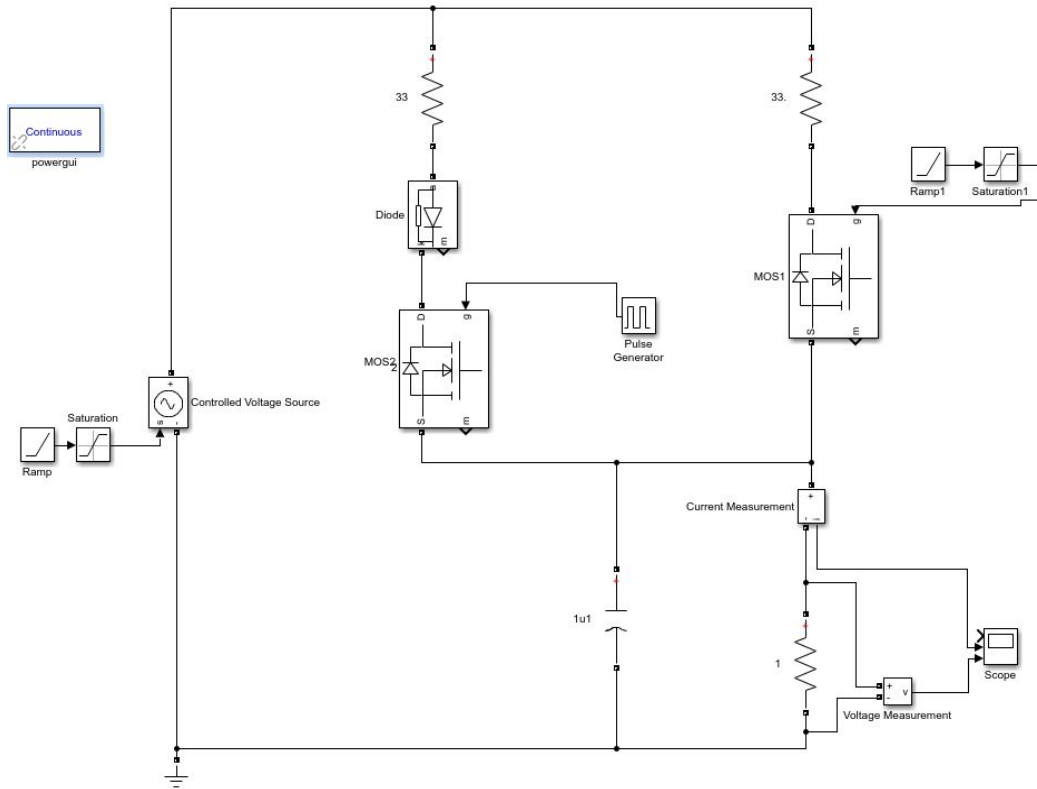 33
33.
Continuous
powergui
Ramp1
Saturation1
Diode
a
k
m
D
g
MOS1
S
m
D
g
MOS2
2
S
m
Pulse
Generator
+
Controlled Voltage Source
s
-
Saturation
Ramp
Current Measurement
+
-
i
1u1
+
1
+
-
v
Scope
Voltage Measurement